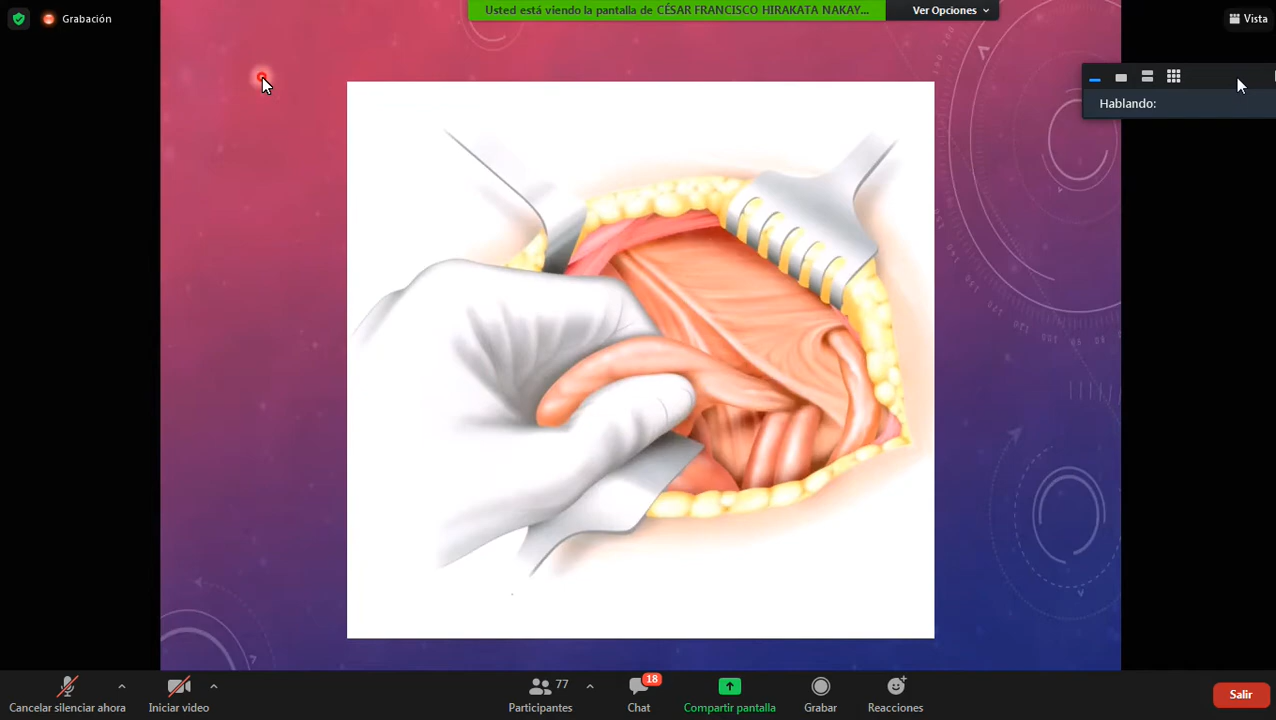 Grabación
Usted está viendo la pantalla de CÉSAR FRANCISCO HIRAKATA NAKAY...
Ver Opciones
Vista
Hablando:
Cancelar silenciar ahora
Iniciar video
77
Participantes
18
Chat
Compartir pantalla
Grabar
Reacciones
Salir